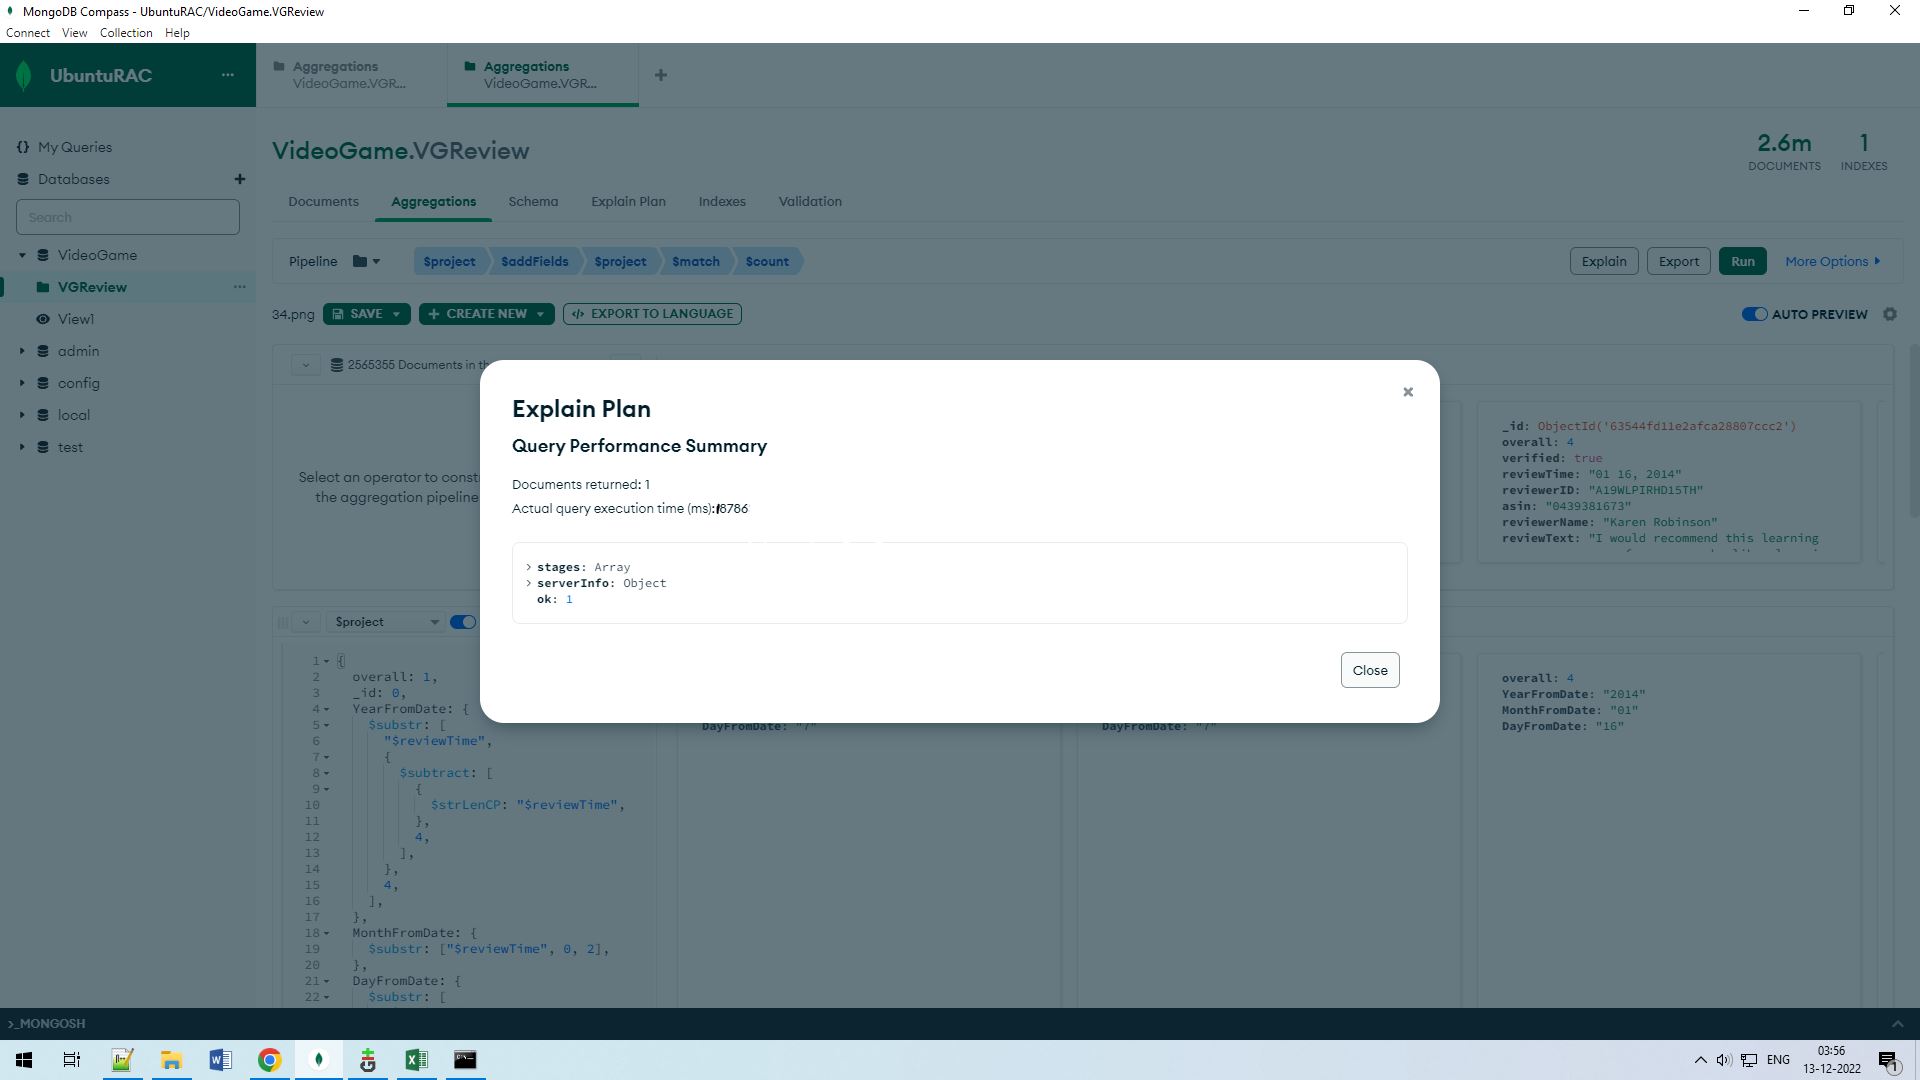 MongoDB Compass - UbuntuRAC/VideoGame.VGReview
Connect View Collection Help
UbuntuRAC
Aggregations
VideoGame.VGR...
Aggregations
VideoGame.VGR...
My Queries
Databases
Search
VideoGame
VGReview
View1
admin
config
local
test
VideoGame.VGReview
2.6m
DOCUMENTS
1
INDEXES
Documents Aggregations Schema Explain Plan Indexes Validation
Pipeline $project $addFields $project $match $count Explain Export Run More Options
34.png SAVE CREATE NEW EXPORT TO LANGUAGE AUTO PREVIEW
2565355 Documents in th
Select an operator to const
the aggregation pipeline
Explain Plan
Query Performance Summary
Documents returned: 1
Actual query execution time (ms): 8786
stages: Array
serverInfo: Object
ok: 1
Close
_id: ObjectId('63544fd11e2afca28807ccc2')
overall: 4
verified: true
reviewTime: "01 16, 2014"
reviewerID: "A19WLPIRHD15TH"
asin: "0439381673"
reviewerName: "Karen Robinson"
reviewText: "I would recommend this learning
$project
1 {
2 overall: 1,
3 _id: 0,
4 YearFromDate: {
5 $substr: [
6 "$reviewTime",
7 {
8 $subtract: [
9 {
10 $strLenCP: "$reviewTime",
11 },
12 4,
13 ],
14 },
15 4,
16 ],
17 },
18 MonthFromDate: {
19 $substr: ["$reviewTime", 0, 2],
20 },
21 DayFromDate: {
22 $substr: [
DayFromDate: "7"
DayFromDate: "7"
overall: 4
YearFromDate: "2014"
MonthFromDate: "01"
DayFromDate: "16"
>_MONGOSH
ENG
03:56
13-12-2022
1